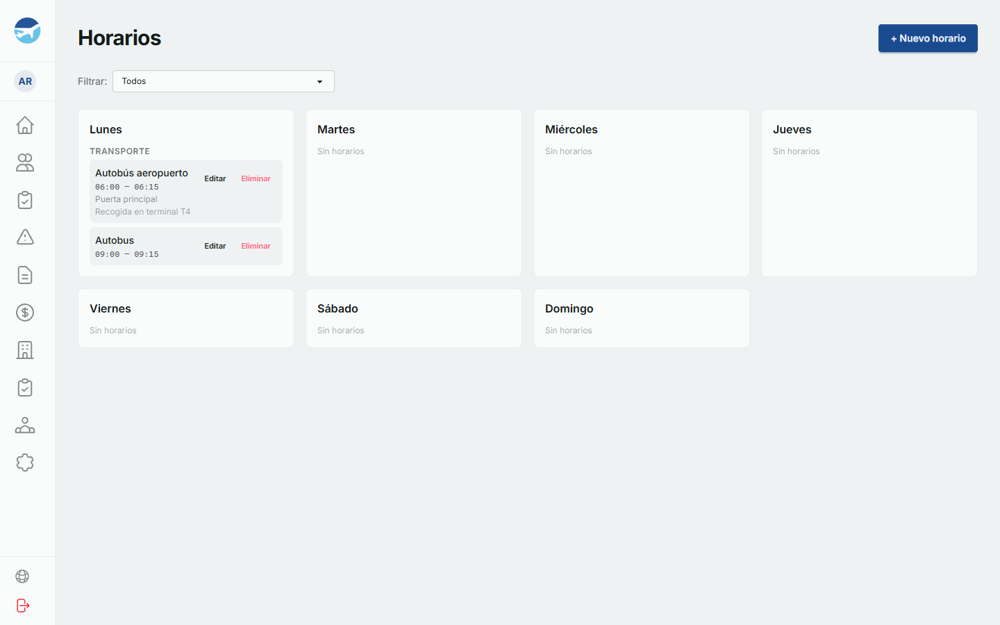 Horarios
+ Nuevo horario
AR
Filtrar: Todos
Lunes
TRANSPORTE
Autobús aeropuerto
Editar
Eliminar
06:00 – 06:15
Puerta principal
Recogida en terminal T4
Autobus
Editar
Eliminar
09:00 – 09:15
Martes
Sin horarios
Miércoles
Sin horarios
Jueves
Sin horarios
Viernes
Sin horarios
Sábado
Sin horarios
Domingo
Sin horarios